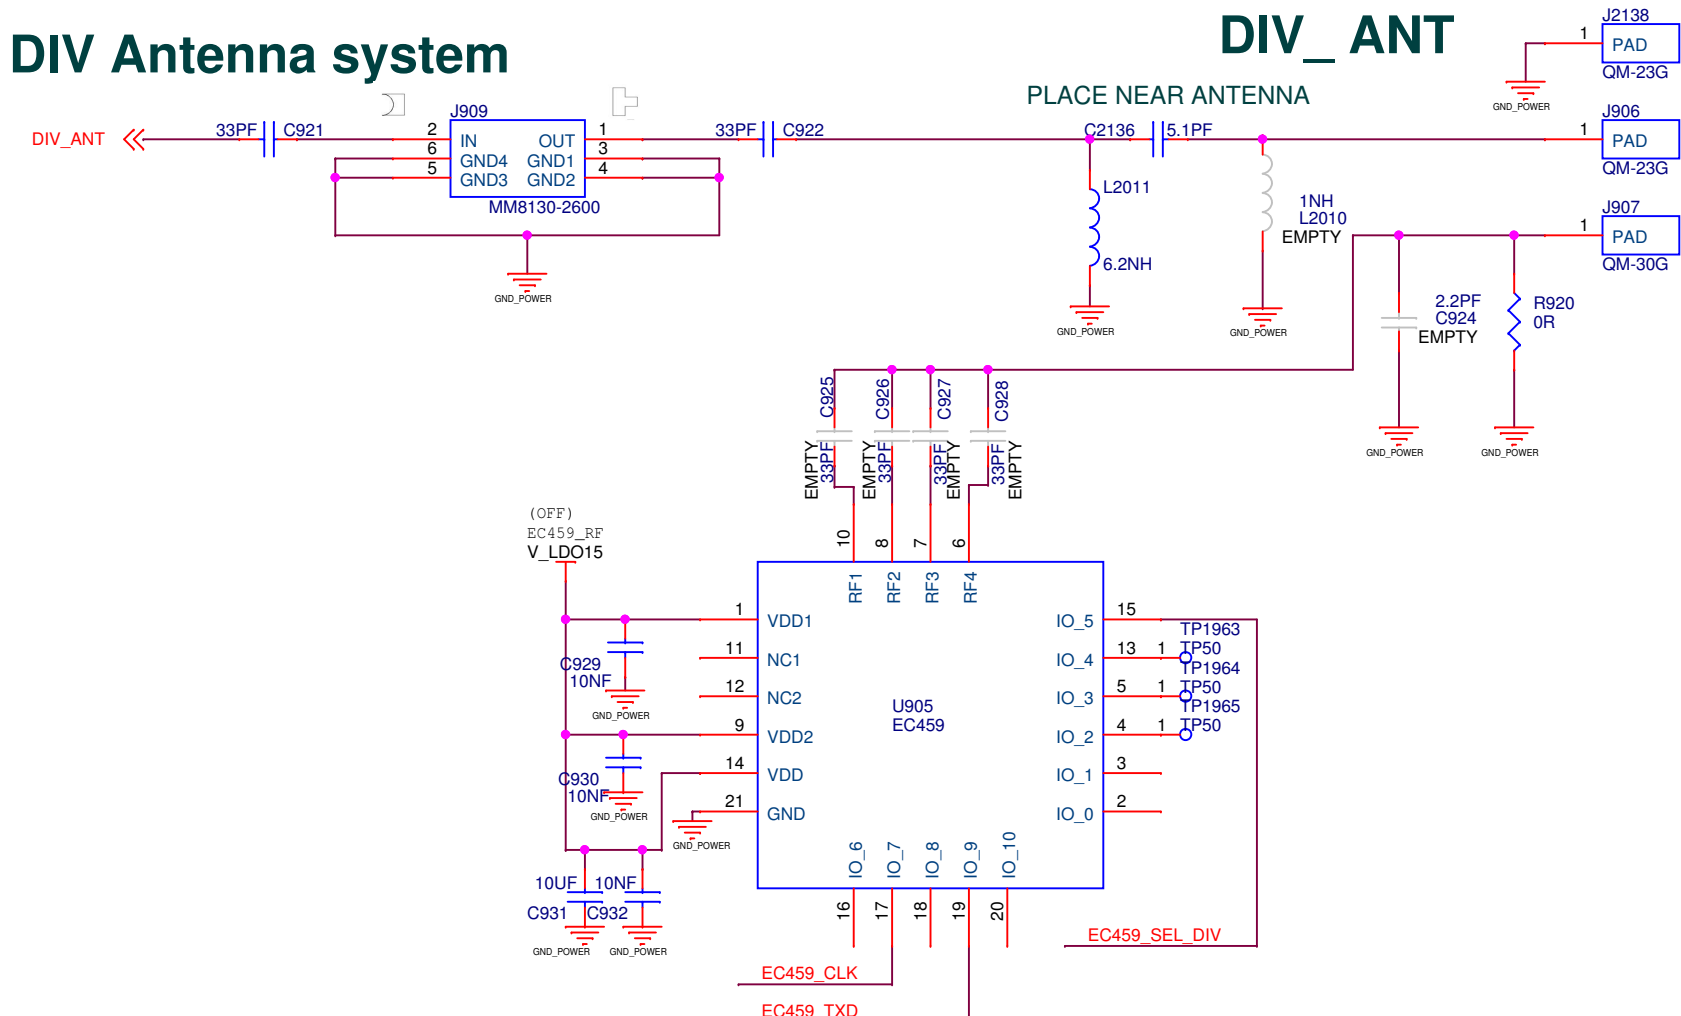 DIV Antenna system
DIV_ ANT
PLACE NEAR ANTENNA
J2138
1
PAD
QM-23G
GND_POWER
DIV_ANT
33PF
C921
J909
2
6
5
IN
GND4
GND3
OUT
GND1
GND2
1
3
4
MM8130-2600
GND_POWER
33PF
C922
C2136
5.1PF
J906
1
PAD
QM-23G
L2011
6.2NH
GND_POWER
1NH
L2010
EMPTY
GND_POWER
J907
1
PAD
QM-30G
2.2PF
C924
EMPTY
GND_POWER
R920
0R
GND_POWER
C925
33PF
EMPTY
C926
33PF
EMPTY
C927
33PF
EMPTY
C928
33PF
EMPTY
(OFF)
EC459_RF
V_LDO15
10
8
7
6
RF1
RF2
RF3
RF4
1
VDD1
11
NC1
12
NC2
9
VDD2
14
VDD
21
GND
U905
EC459
IO_5
15
IO_4
13
1
TP1963
TP50
IO_3
5
1
TP1964
TP50
IO_2
4
1
TP1965
TP50
IO_1
3
IO_0
2
C929
10NF
GND_POWER
C930
10NF
GND_POWER
GND_POWER
IO_6
IO_7
IO_8
IO_9
IO_10
16
17
18
19
20
10UF
C931
GND_POWER
10NF
C932
GND_POWER
EC459_SEL_DIV
EC459_CLK
EC459_TXD